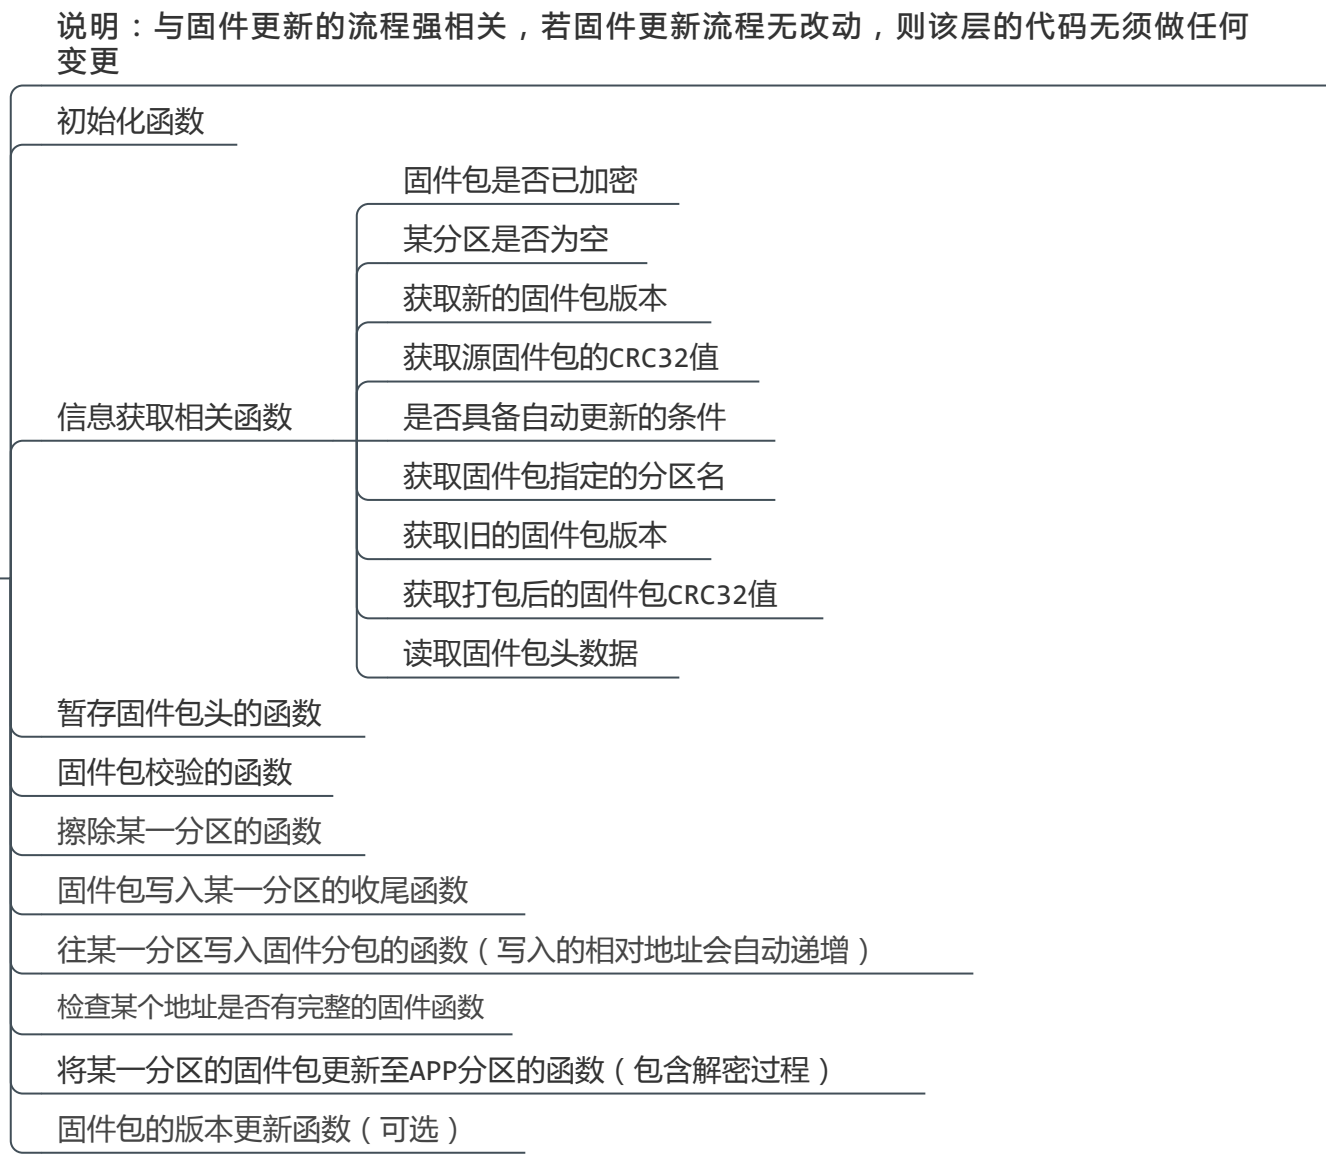 说明：与固件更新的流程强相关，若固件更新流程无改动，则该层的代码无须做任何
变更
初始化函数
固件包是否已加密
某分区是否为空
获取新的固件包版本
获取源固件包的CRC32值
信息获取相关函数
是否具备自动更新的条件
获取固件包指定的分区名
获取旧的固件包版本
获取打包后的固件包CRC32值
读取固件包头数据
暂存固件包头的函数
固件包校验的函数
擦除某一分区的函数
固件包写入某一分区的收尾函数
往某一分区写入固件分包的函数（写入的相对地址会自动递增）
检查某个地址是否有完整的固件函数
将某一分区的固件包更新至APP分区的函数（包含解密过程）
固件包的版本更新函数（可选）